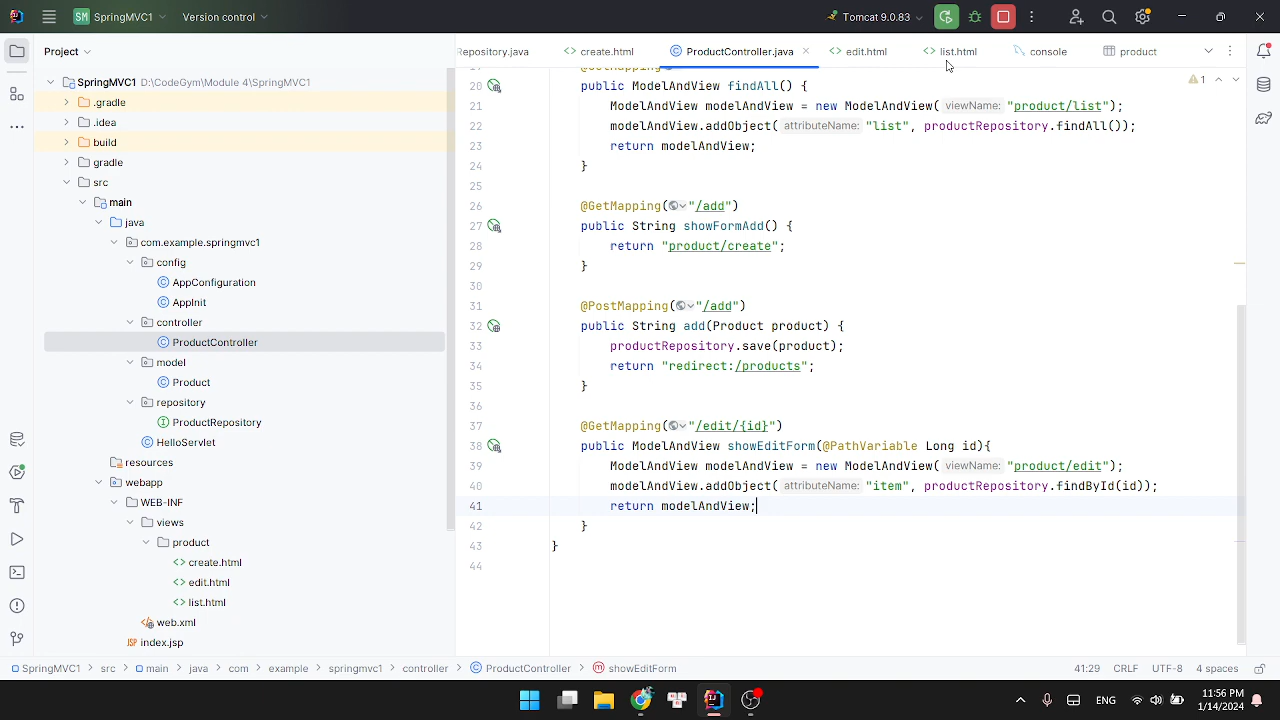 SM SpringMVC1 Version control Tomcat 9.0.83
Project
Repository.java create.html ProductController.java edit.html list.html console product
SpringMVC1 D:\CodeGym\Module 4\SpringMVC1
.gradle
.idea
build
gradle
src
main
java
com.example.springmvc1
config
AppConfiguration
AppInit
controller
ProductController
model
Product
repository
ProductRepository
HelloServlet
resources
webapp
WEB-INF
views
product
create.html
edit.html
list.html
web.xml
JSP index.jsp
1
20 public ModelAndView findAll() {
21 ModelAndView modelAndView = new ModelAndView( viewName: "product/list");
22 modelAndView.addObject( attributeName: "list", productRepository.findAll());
23 return modelAndView;
24 }
25
26 @GetMapping("/add")
27 public String showFormAdd() {
28 return "product/create";
29 }
30
31 @PostMapping("/add")
32 public String add(Product product) {
33 productRepository.save(product);
34 return "redirect:/products";
35 }
36
37 @GetMapping("/edit/{id}")
38 public ModelAndView showEditForm(@PathVariable Long id){
39 ModelAndView modelAndView = new ModelAndView( viewName: "product/edit");
40 modelAndView.addObject( attributeName: "item", productRepository.findById(id));
41 return modelAndView;
42 }
43 }
44
SpringMVC1 > src > main > java > com > example > springmvc1 > controller > ProductController > showEditForm 41:29 CRLF UTF-8 4 spaces
ENG 11:56 PM
1/14/2024